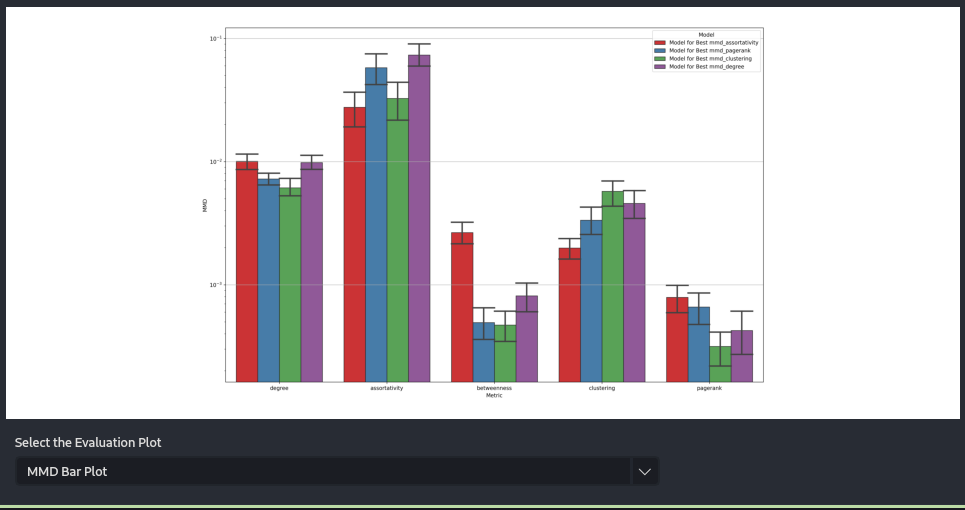 10⁻¹
10⁻²
10⁻³
MMD
Model
Model for Best mmd_assortativity
Model for Best mmd_pagerank
Model for Best mmd_clustering
Model for Best mmd_degree
degree
assortativity
betweenness
clustering
pagerank
Metric
Select the Evaluation Plot
MMD Bar Plot